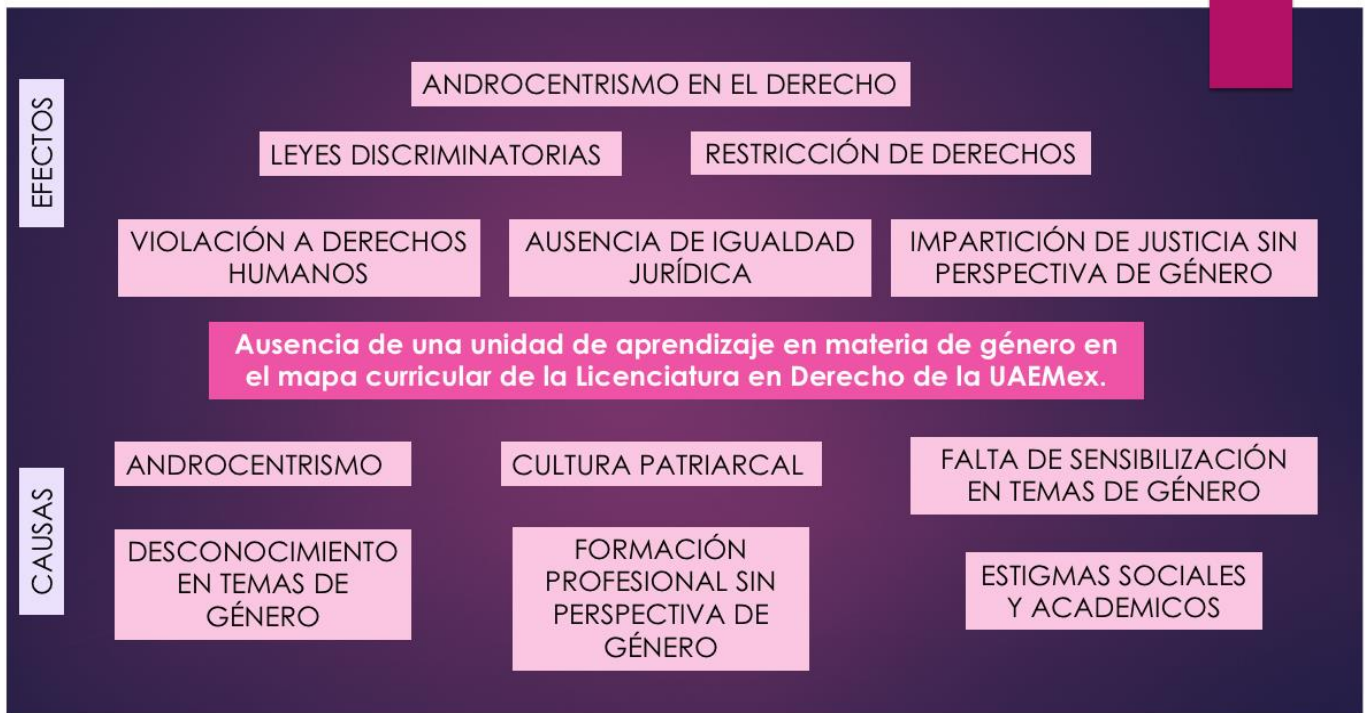 EFECTOS
ANDROCENTRISMO EN EL DERECHO
LEYES DISCRIMINATORIAS
RESTRICCIÓN DE DERECHOS
VIOLACIÓN A DERECHOS
HUMANOS
AUSENCIA DE IGUALDAD
JURÍDICA
IMPARTICIÓN DE JUSTICIA SIN
PERSPECTIVA DE GÉNERO
Ausencia de una unidad de aprendizaje en materia de género en
el mapa curricular de la Licenciatura en Derecho de la UAEMex.
CAUSAS
ANDROCENTRISMO
CULTURA PATRIARCAL
FALTA DE SENSIBILIZACIÓN
EN TEMAS DE GÉNERO
DESCONOCIMIENTO
EN TEMAS DE
GÉNERO
FORMACIÓN
PROFESIONAL SIN
PERSPECTIVA DE
GÉNERO
ESTIGMAS SOCIALES
Y ACADEMICOS